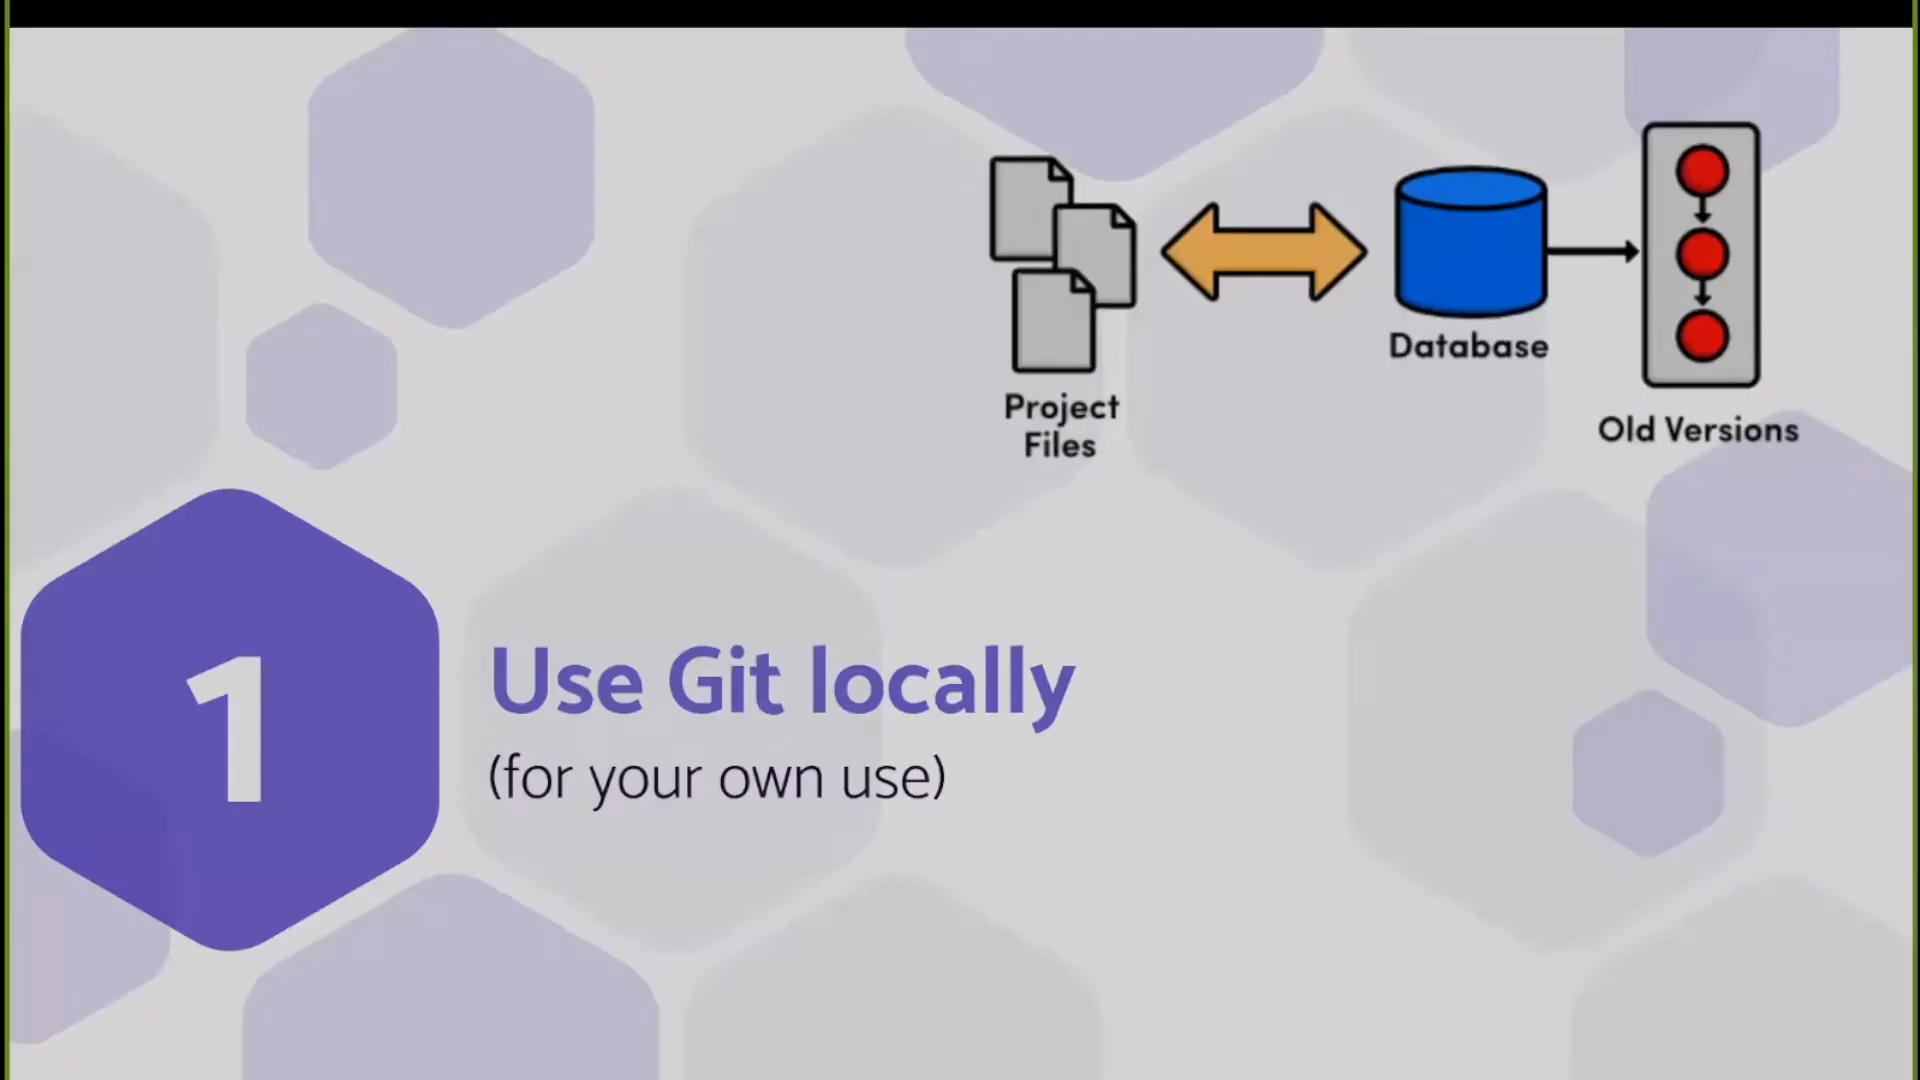 Project
Files
Database
Old Versions
1
Use Git locally
(for your own use)